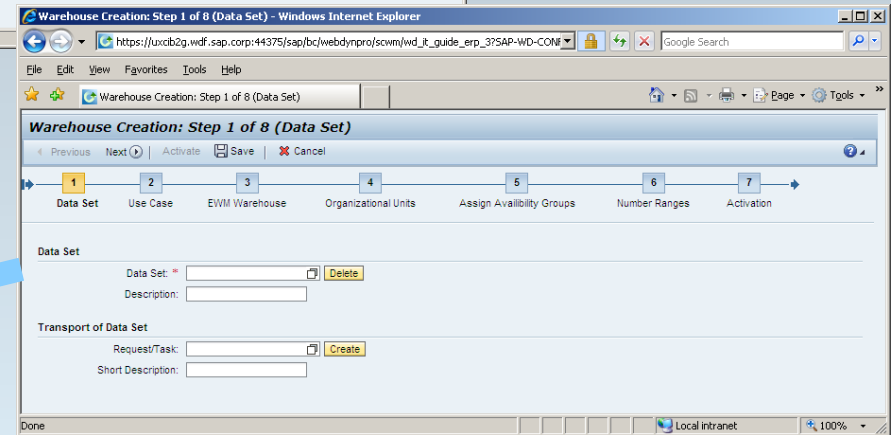 Warehouse Creation: Step 1 of 8 (Data Set) - Windows Internet Explorer
https://uxcib2g.wdf.sap.corp:44375/sap/bc/webdynpro/scwm/wd_it_guide_erp_3?SAP-WD-CONF Google Search
File Edit View Favorites Tools Help
Warehouse Creation: Step 1 of 8 (Data Set) Page Tools »
Warehouse Creation: Step 1 of 8 (Data Set)
Previous Next Activate Save Cancel ?
1 2 3 4 5 6 7
Data Set Use Case EWM Warehouse Organizational Units Assign Availibility Groups Number Ranges Activation
Data Set
Data Set: * Delete
Description:
Transport of Data Set
Request/Task: Create
Short Description:
Done Local intranet 100%